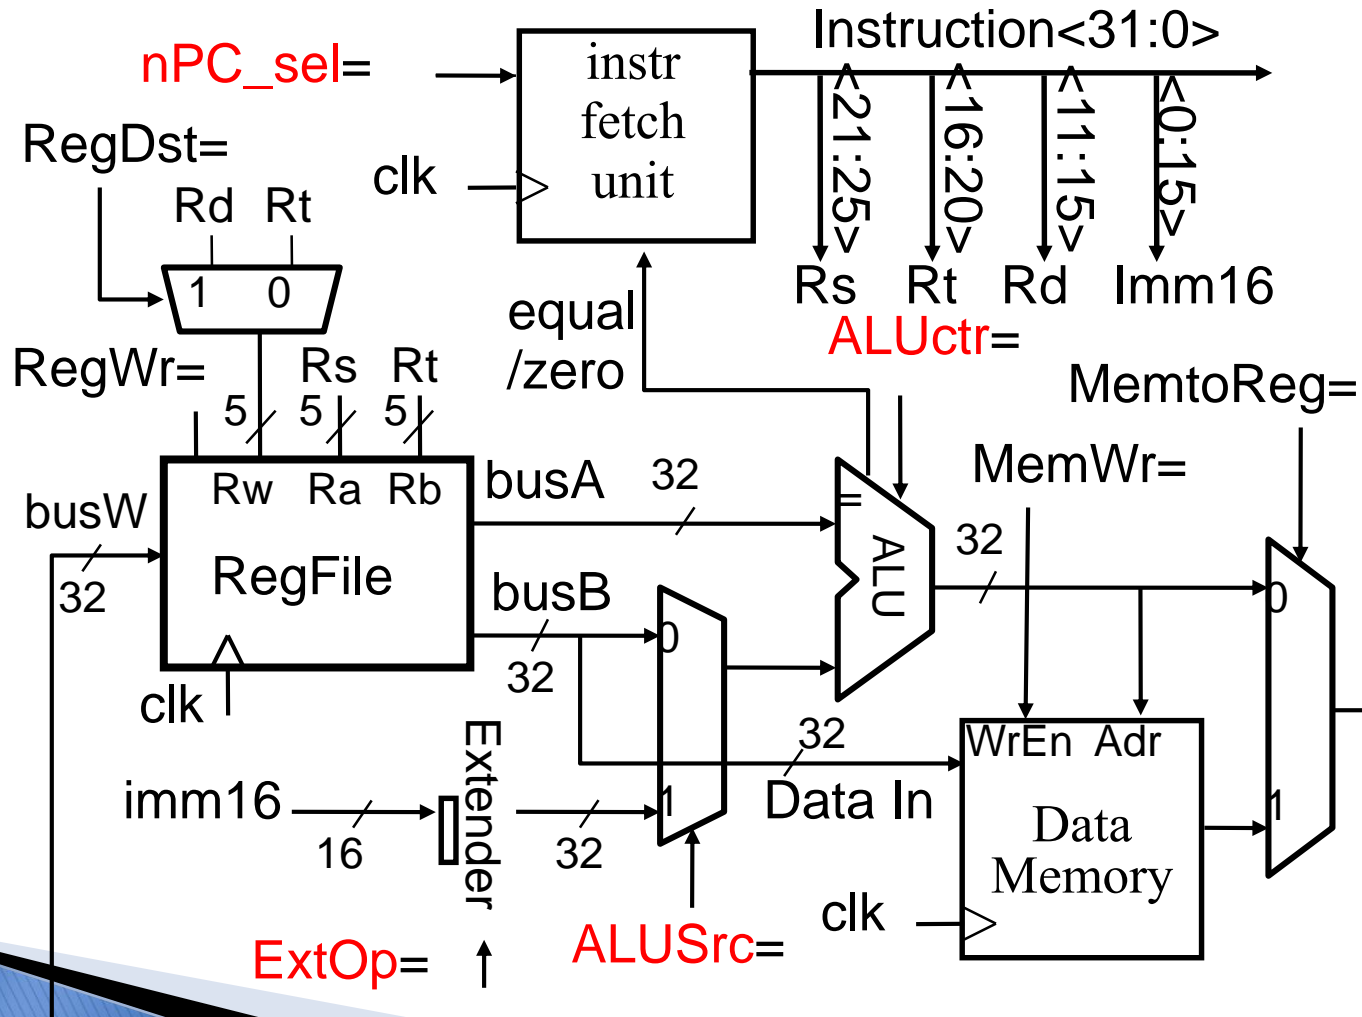 Instruction<31:0>
nPC_sel=
instr
fetch
unit
RegDst=
clk
<21:25>
<16:20>
<11:15>
<0:15>
Rd Rt
1 0
Rs Rt Rd Imm16
equal
/zero
ALUctr=
RegWr=
Rs Rt
5 5 5
MemtoReg=
Rw Ra Rb
busA
32
MemWr=
busW
32
RegFile
=
ALU
32
busB
32
0
0
clk
Extender
32
WrEn Adr
imm16
16
32
1
Data In
Data
Memory
1
clk
ExtOp=
ALUSrc=